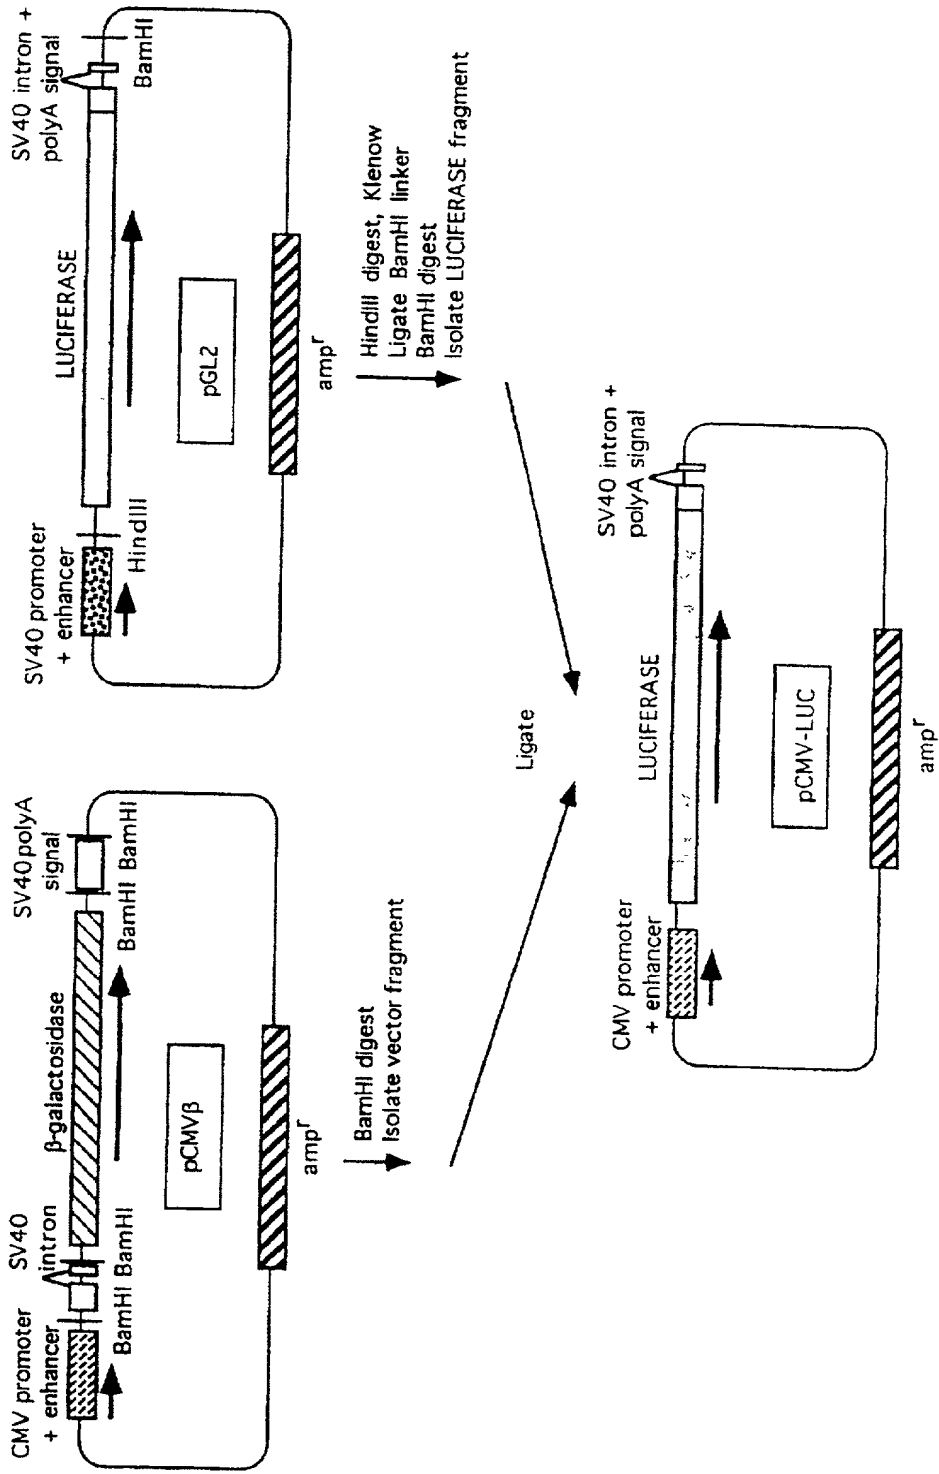 CMV promoter
+ enhancer
SV40
intron
β-galactosidase
SV40 polyA
signal
BamHI BamHI
BamHI BamHI
pCMVβ
amp^r
BamHI digest
Isolate vector fragment
SV40 promoter
+ enhancer
LUCIFERASE
SV40 intron +
polyA signal
HindIII
BamHI
pGL2
amp^r
HindIII digest, Klenow
Ligate BamHI linker
BamHI digest
Isolate LUCIFERASE fragment
Ligate
CMV promoter
+ enhancer
LUCIFERASE
SV40 intron +
polyA signal
pCMV-LUC
amp^r